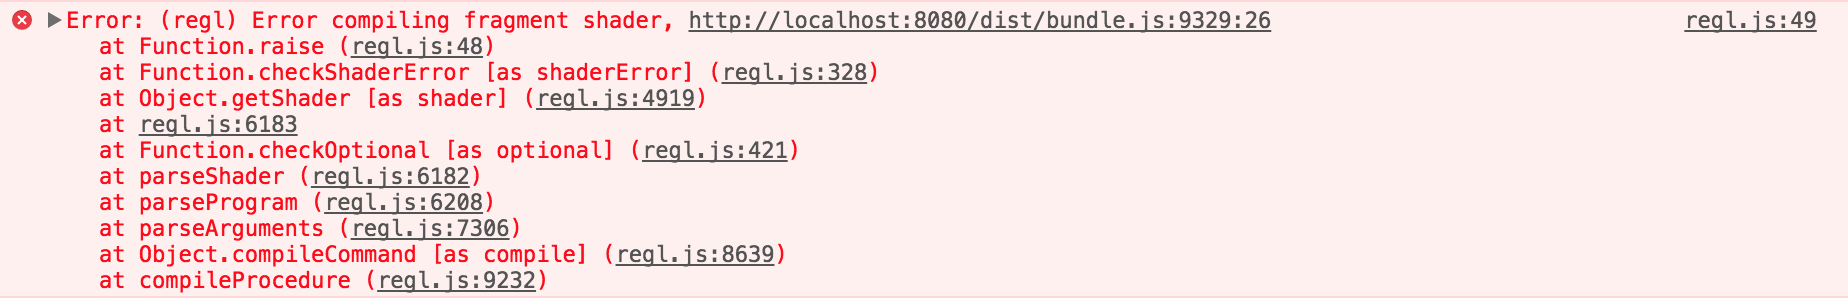 Error: (regl) Error compiling fragment shader, http://localhost:8080/dist/bundle.js:9329:26 regl.js:49
at Function.raise (regl.js:48)
at Function.checkShaderError [as shaderError] (regl.js:328)
at Object.getShader [as shader] (regl.js:4919)
at regl.js:6183
at Function.checkOptional [as optional] (regl.js:421)
at parseShader (regl.js:6182)
at parseProgram (regl.js:6208)
at parseArguments (regl.js:7306)
at Object.compileCommand [as compile] (regl.js:8639)
at compileProcedure (regl.js:9232)